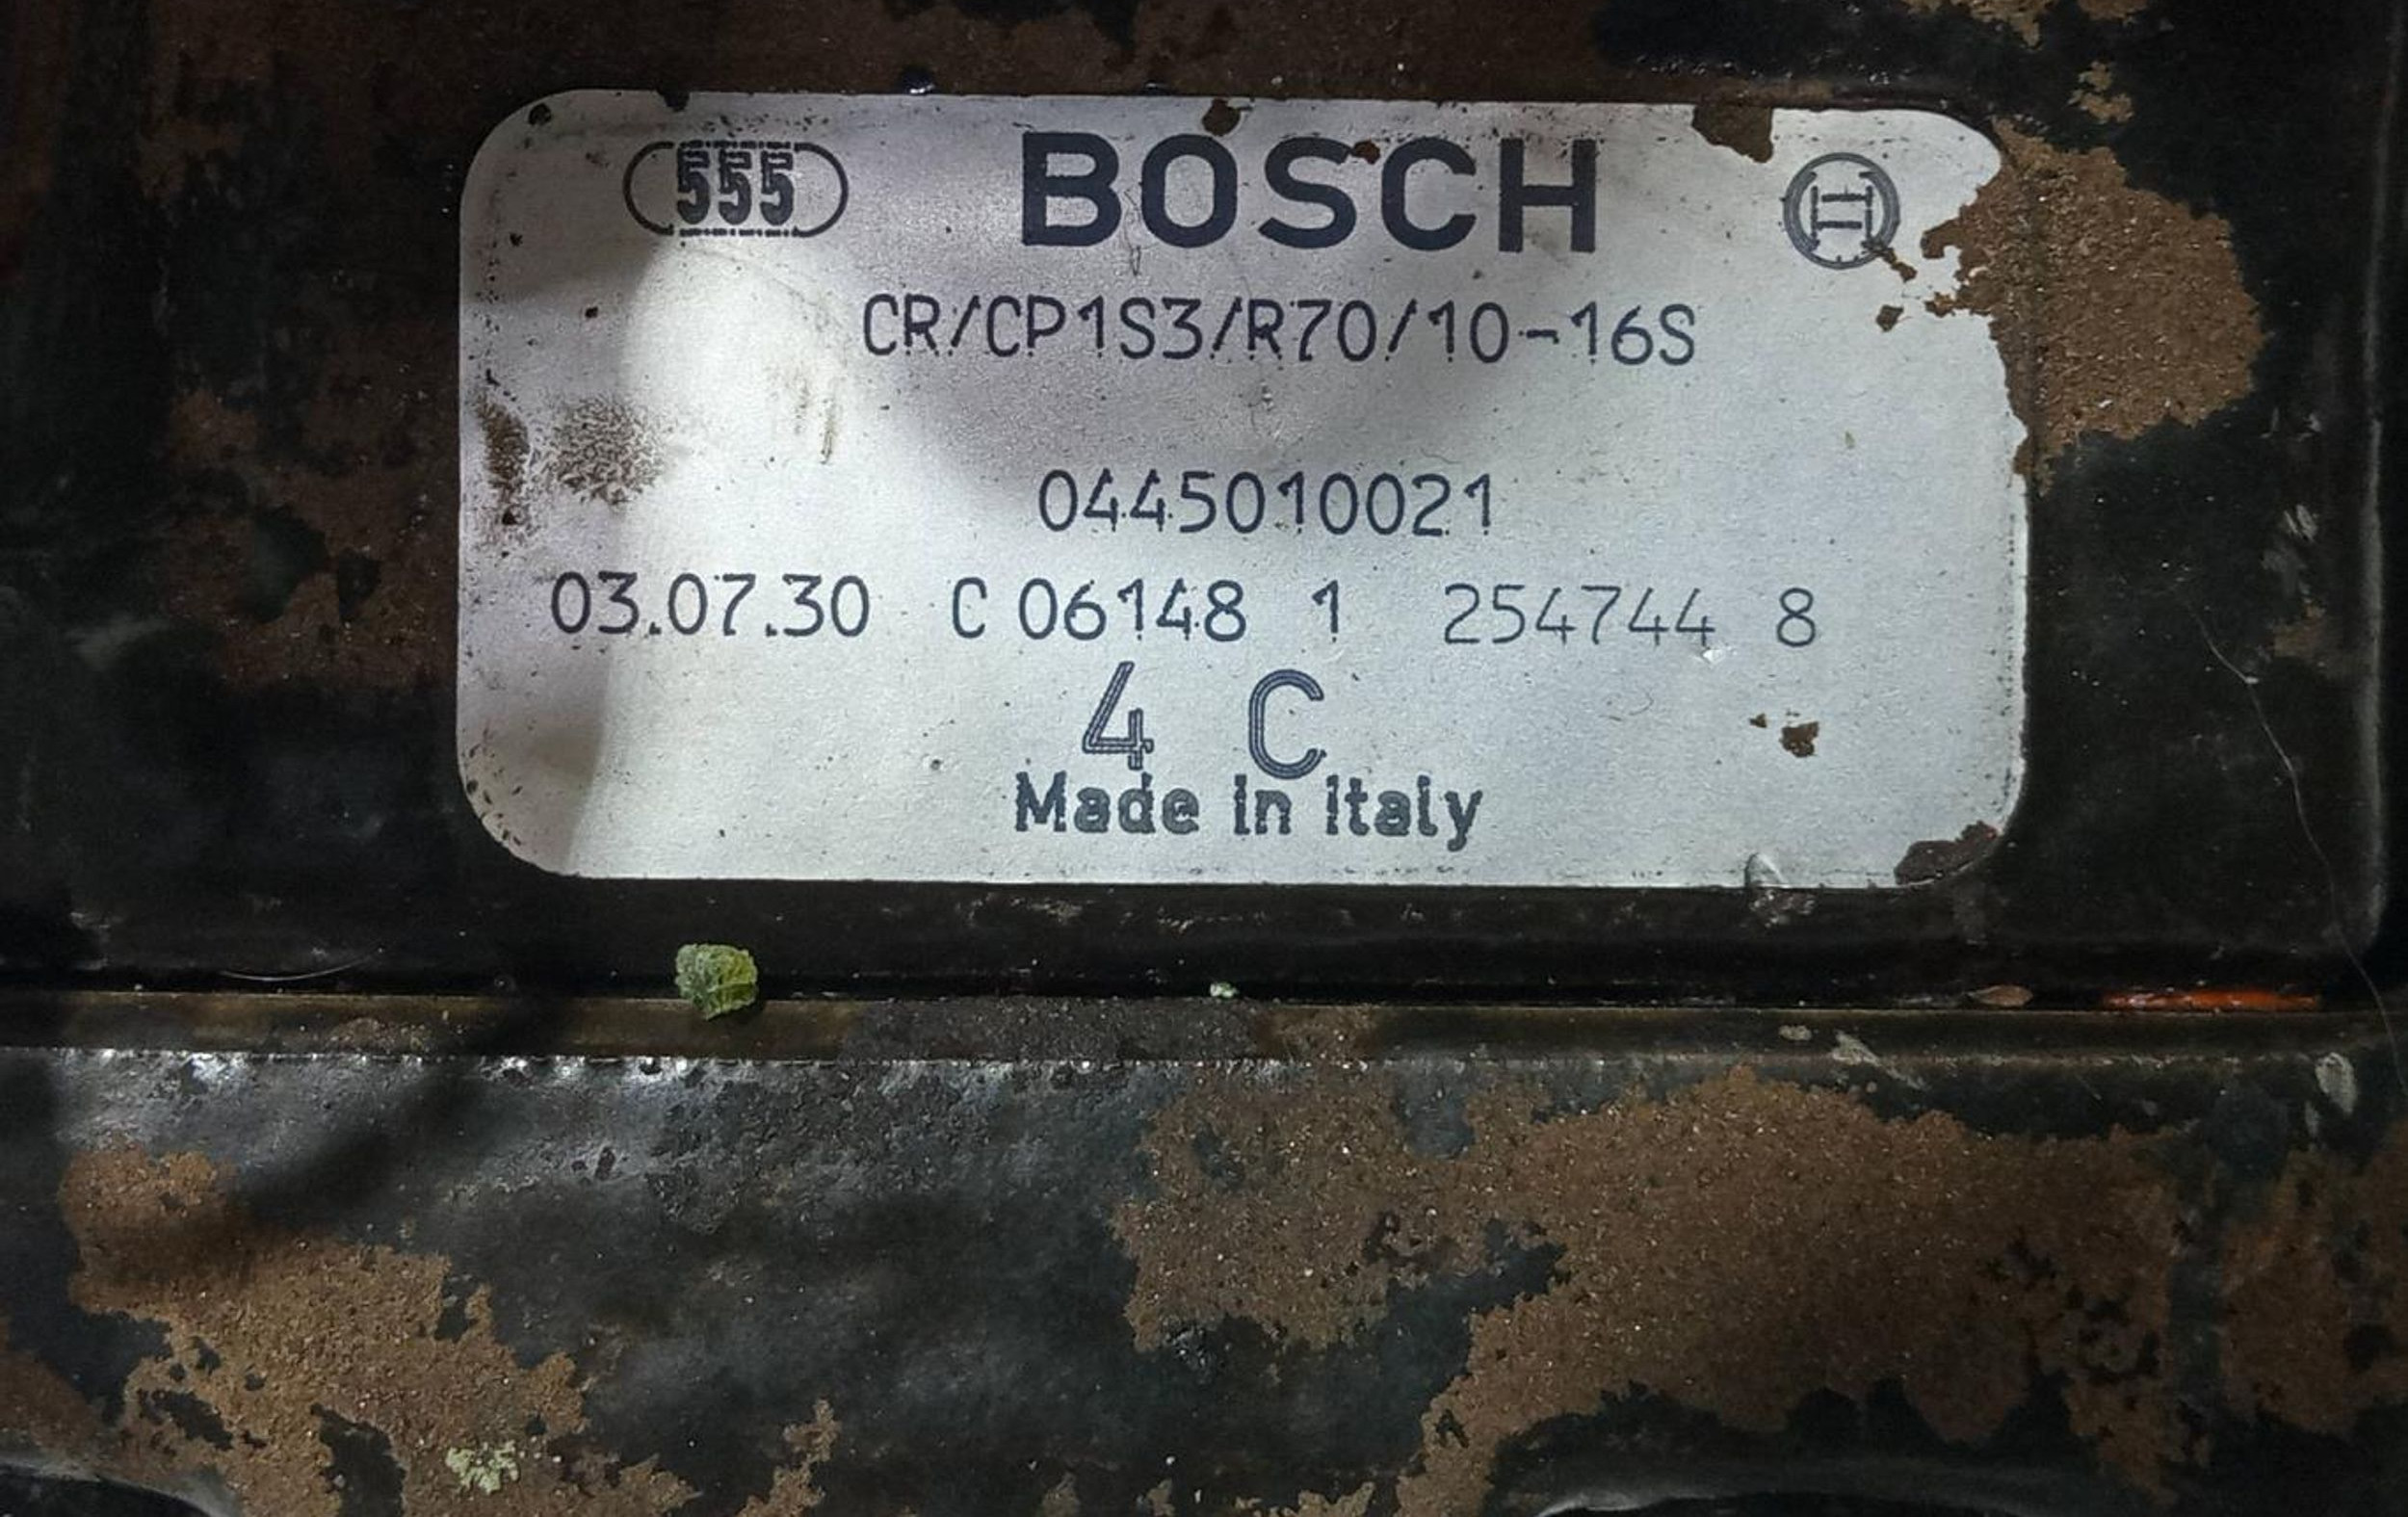 555 BOSCH
CR/CP1S3/R70/10-16S
0445010021
03.07.30 C 06148 1 254744 8
4 C
Made in Italy